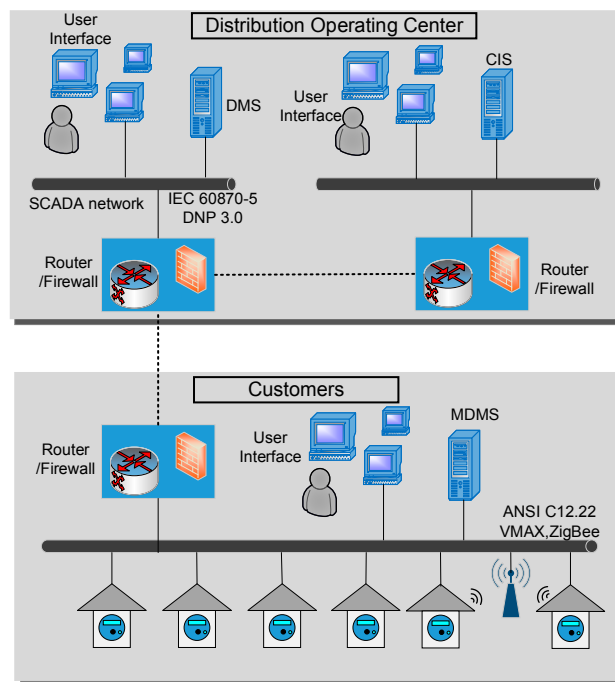 Distribution Operating Center
User
Interface
DMS
User
Interface
CIS
SCADA network
IEC 60870-5
DNP 3.0
Router
/Firewall
Router
/Firewall
Customers
Router
/Firewall
User
Interface
MDMS
ANSI C12.22
VMAX,ZigBee